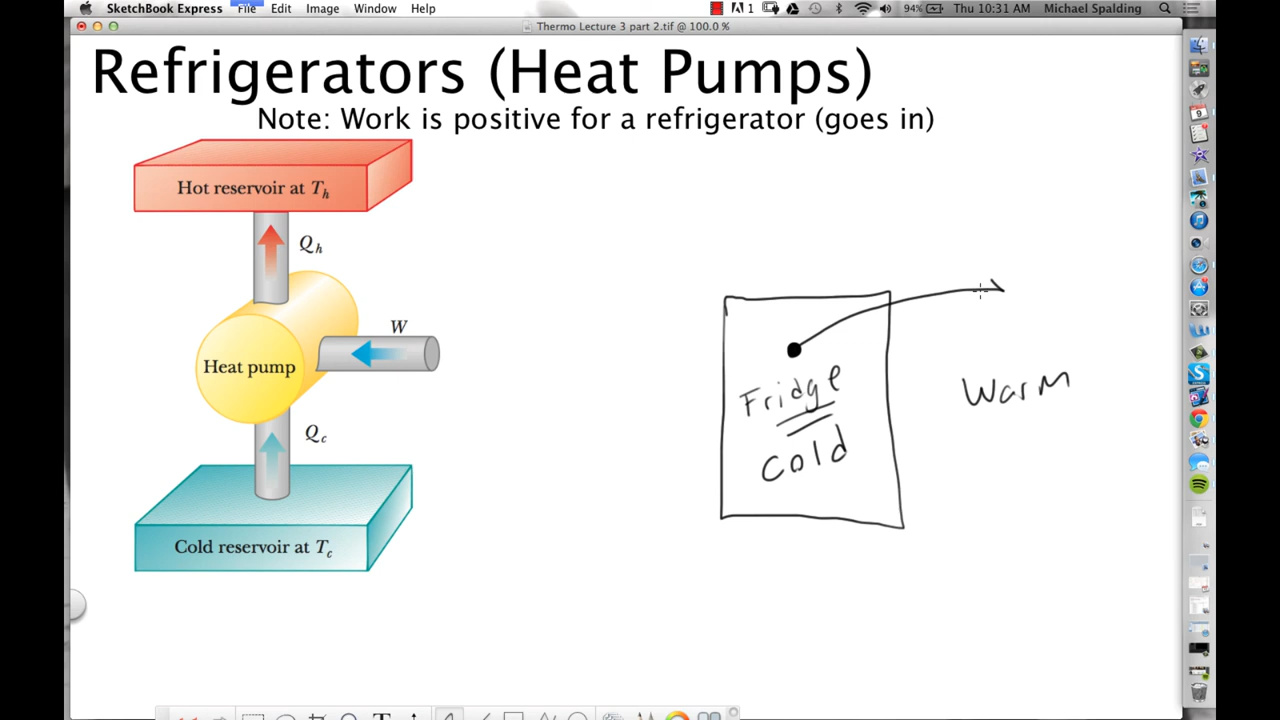 SketchBook Express File Edit Image Window Help 1 94% Thu 10:31 AM Michael Spalding
Thermo Lecture 3 part 2.tif @ 100.0 %
Refrigerators (Heat Pumps)
Note: Work is positive for a refrigerator (goes in)
Hot reservoir at Th
Qh
W
Heat pump
Qc
Cold reservoir at Tc
Fridge
Cold
Warm
T